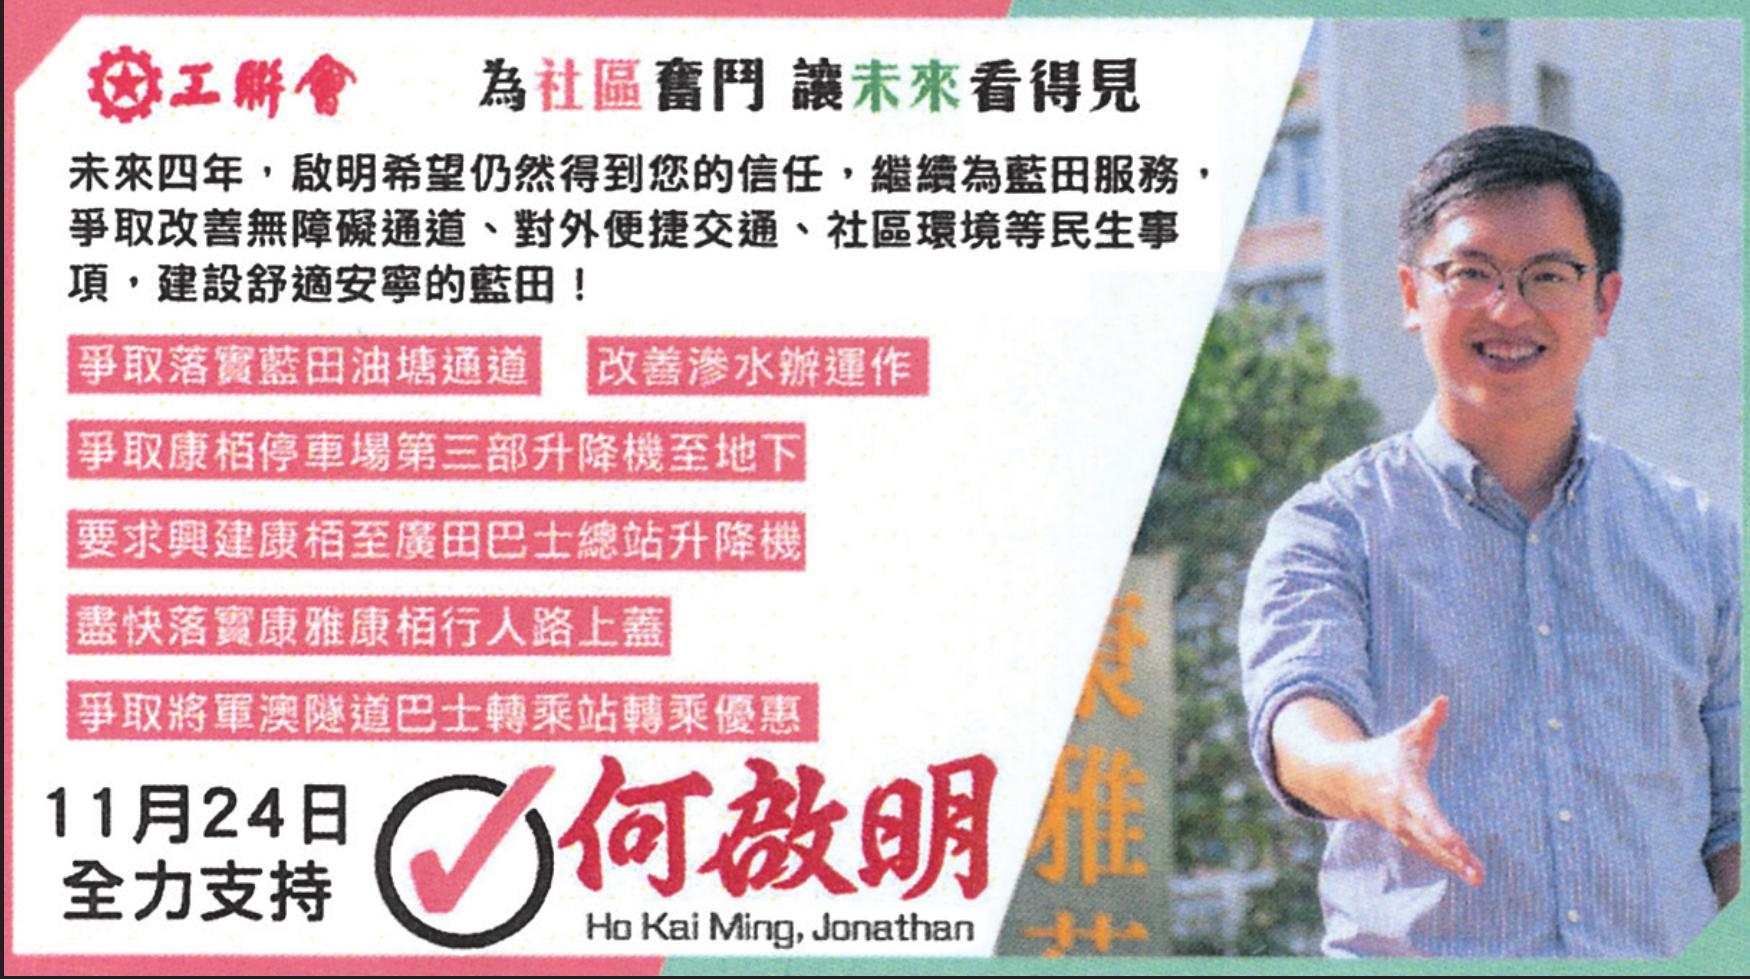 工聯會
為社區奮鬥 讓未來看得見
未來四年，啟明希望仍然得到您的信任，繼續為藍田服務，
爭取改善無障礙通道、對外便捷交通、社區環境等民生事
項，建設舒適安寧的藍田！
爭取落實藍田油塘通道
改善滲水辦運作
爭取康栢停車場第三部升降機至地下
要求興建康栢至廣田巴士總站升降機
盡快落實康雅康栢行人路上蓋
爭取將軍澳隧道巴士轉乘站轉乘優惠
11月24日
全力支持
何啟明
Ho Kai Ming, Jonathan
康雅苑